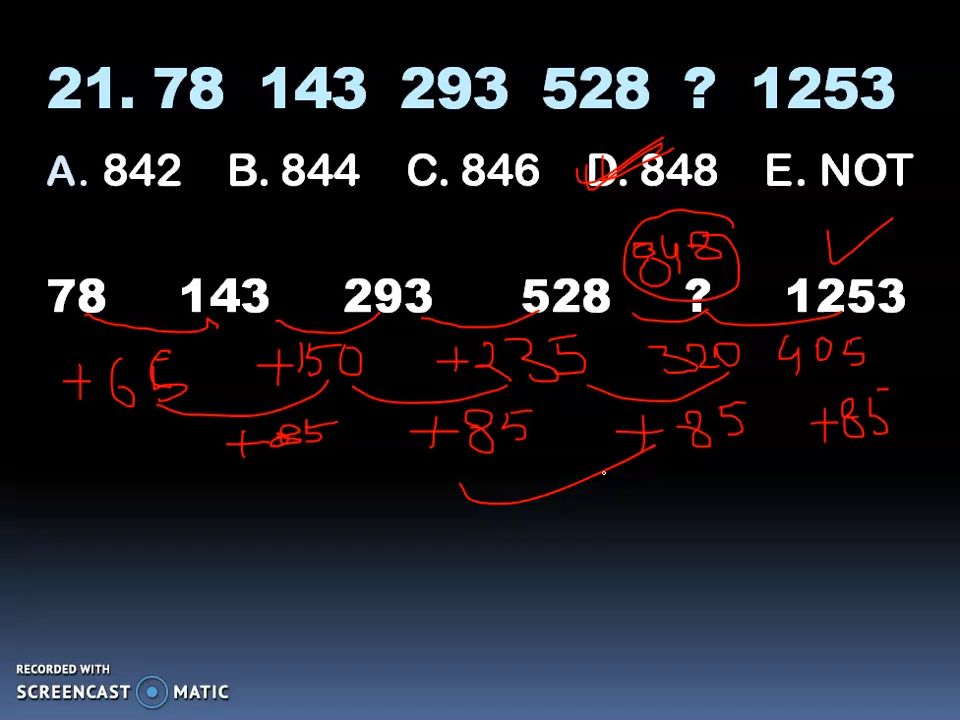 21. 78 143 293 528 ? 1253
A. 842 B. 844 C. 846 D. 848 E. NOT
848
78 143 293 528 ? 1253
+65 +150 +235 320 405
+85 +85 +85 +85
RECORDED WITH
SCREENCAST MATIC